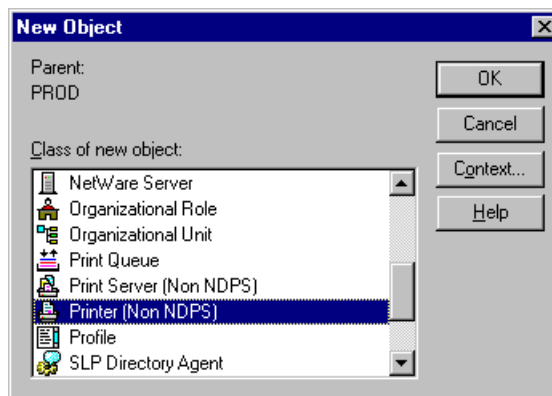 New Object
Parent:
PROD
Class of new object:
NetWare Server
Organizational Role
Organizational Unit
Print Queue
Print Server (Non NDPS)
Printer (Non NDPS)
Profile
SLP Directory Agent
OK
Cancel
Context...
Help